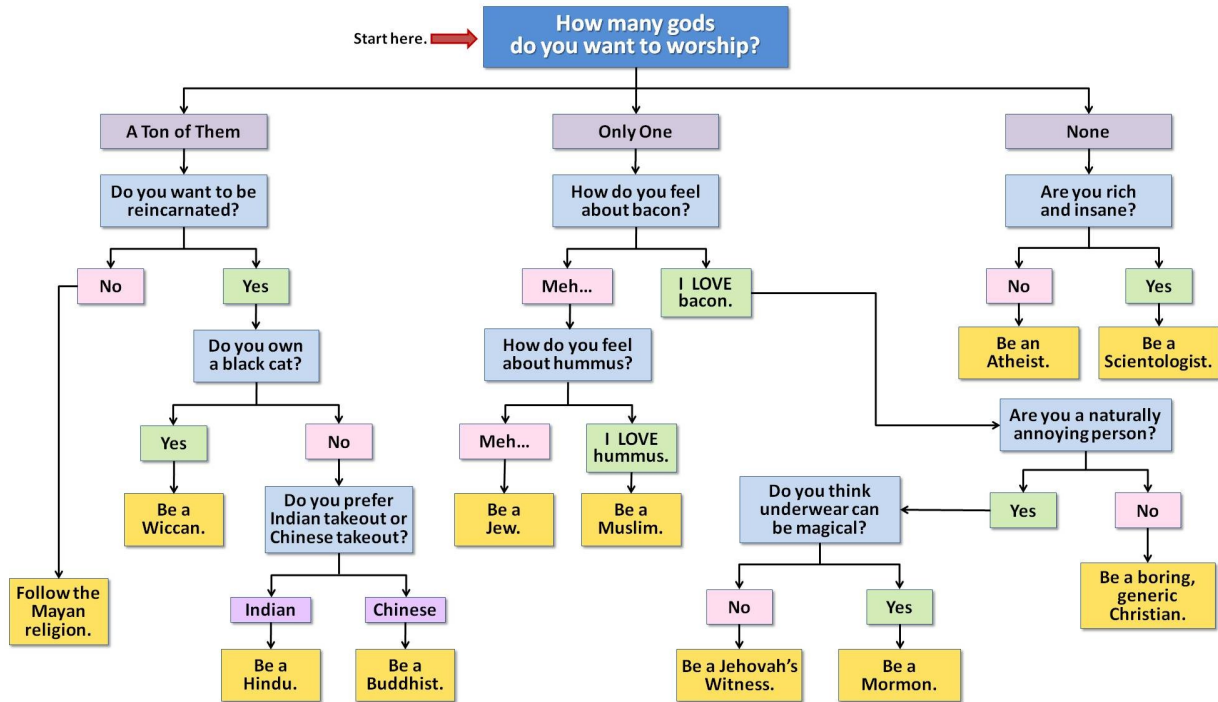 How many gods
do you want to worship?
Start here.
A Ton of Them
Only One
None
Do you want to be
reincarnated?
How do you feel
about bacon?
Are you rich
and insane?
No
Yes
Meh...
I LOVE
bacon.
No
Yes
Do you own
a black cat?
How do you feel
about hummus?
Be an
Atheist.
Be a
Scientologist.
Yes
No
Meh...
I LOVE
hummus.
Are you a naturally
annoying person?
Be a
Wiccan.
Do you prefer
Indian takeout or
Chinese takeout?
Be a
Jew.
Be a
Muslim.
Do you think
underwear can
be magical?
Yes
No
Follow the
Mayan
religion.
Indian
Chinese
No
Yes
Be a boring,
generic
Christian.
Be a
Hindu.
Be a
Buddhist.
Be a Jehovah's
Witness.
Be a
Mormon.